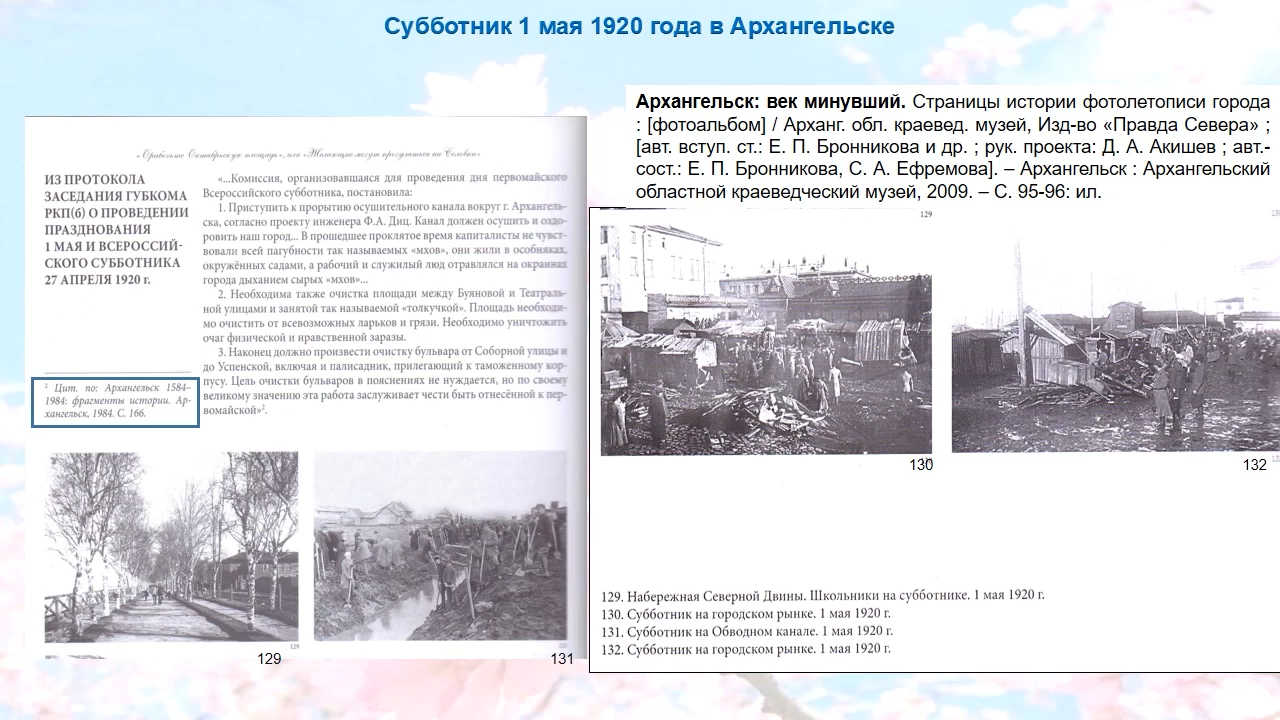 Субботник 1 мая 1920 года в Архангельске
Архангельск: век минувший. Страницы истории фотолетописи города
: [фотоальбом] / Арханг. обл. краевед. музей, Изд-во «Правда Севера» ;
[авт. вступ. ст.: Е. П. Бронникова и др. ; рук. проекта: Д. А. Акишев ; авт.-
сост.: Е. П. Бронникова, С. А. Ефремова]. – Архангельск : Архангельский
областной краеведческий музей, 2009. – С. 95-96: ил.
«Оравольте Октябрьскую площадь», или «Желающие могут прогуляться на Соловки»
ИЗ ПРОТОКОЛА
ЗАСЕДАНИЯ ГУБКОМА
РКП(б) О ПРОВЕДЕНИИ
ПРАЗДНОВАНИЯ
1 МАЯ И ВСЕРОССИЙ-
СКОГО СУББОТНИКА
27 АПРЕЛЯ 1920 г.
2 Цит. по: Архангельск 1584–
1984: фрагменты истории. Ар-
хангельск, 1984. С. 166.
«...Комиссия, организовавшаяся для проведения дня первомайского
Всероссийского субботника, постановила:
1. Приступить к прорытию осушительного канала вокруг г. Архангель-
ска, согласно проекту инженера Ф.А. Диц. Канал должен осушить и оздо-
ровить наш город... В прошедшее проклятое время капиталисты не чувст-
вовали всей пагубности так называемых «мхов», они жили в особняках,
окружённых садами, а рабочий и служилый люд отравлялся на окраинах
города дыханием сырых «мхов»...
2. Необходима также очистка площади между Буяновой и Театраль-
ной улицами и занятой так называемой «толкучкой». Площадь необходи-
мо очистить от всевозможных ларьков и грязи. Необходимо уничтожить
очаг физической и нравственной заразы.
3. Наконец должно произвести очистку бульвара от Соборной улицы и
до Успенской, включая и палисадник, прилегающий к таможенному кор-
пусу. Цель очистки бульваров в пояснениях не нуждается, но по своему
великому значению эта работа заслуживает чести быть отнесённой к пер-
вомайской»2.
129
129
131
129
130
132
129. Набережная Северной Двины. Школьники на субботнике. 1 мая 1920 г.
130. Субботник на городском рынке. 1 мая 1920 г.
131. Субботник на Обводном канале. 1 мая 1920 г.
132. Субботник на городском рынке. 1 мая 1920 г.